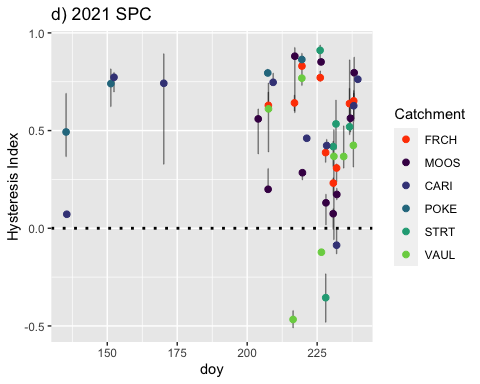 d) 2021 SPC
1.0
0.5
0.0
-0.5
Hysteresis Index
150
175
200
225
doy
Catchment
FRCH
MOOS
CARI
POKE
STRT
VAUL